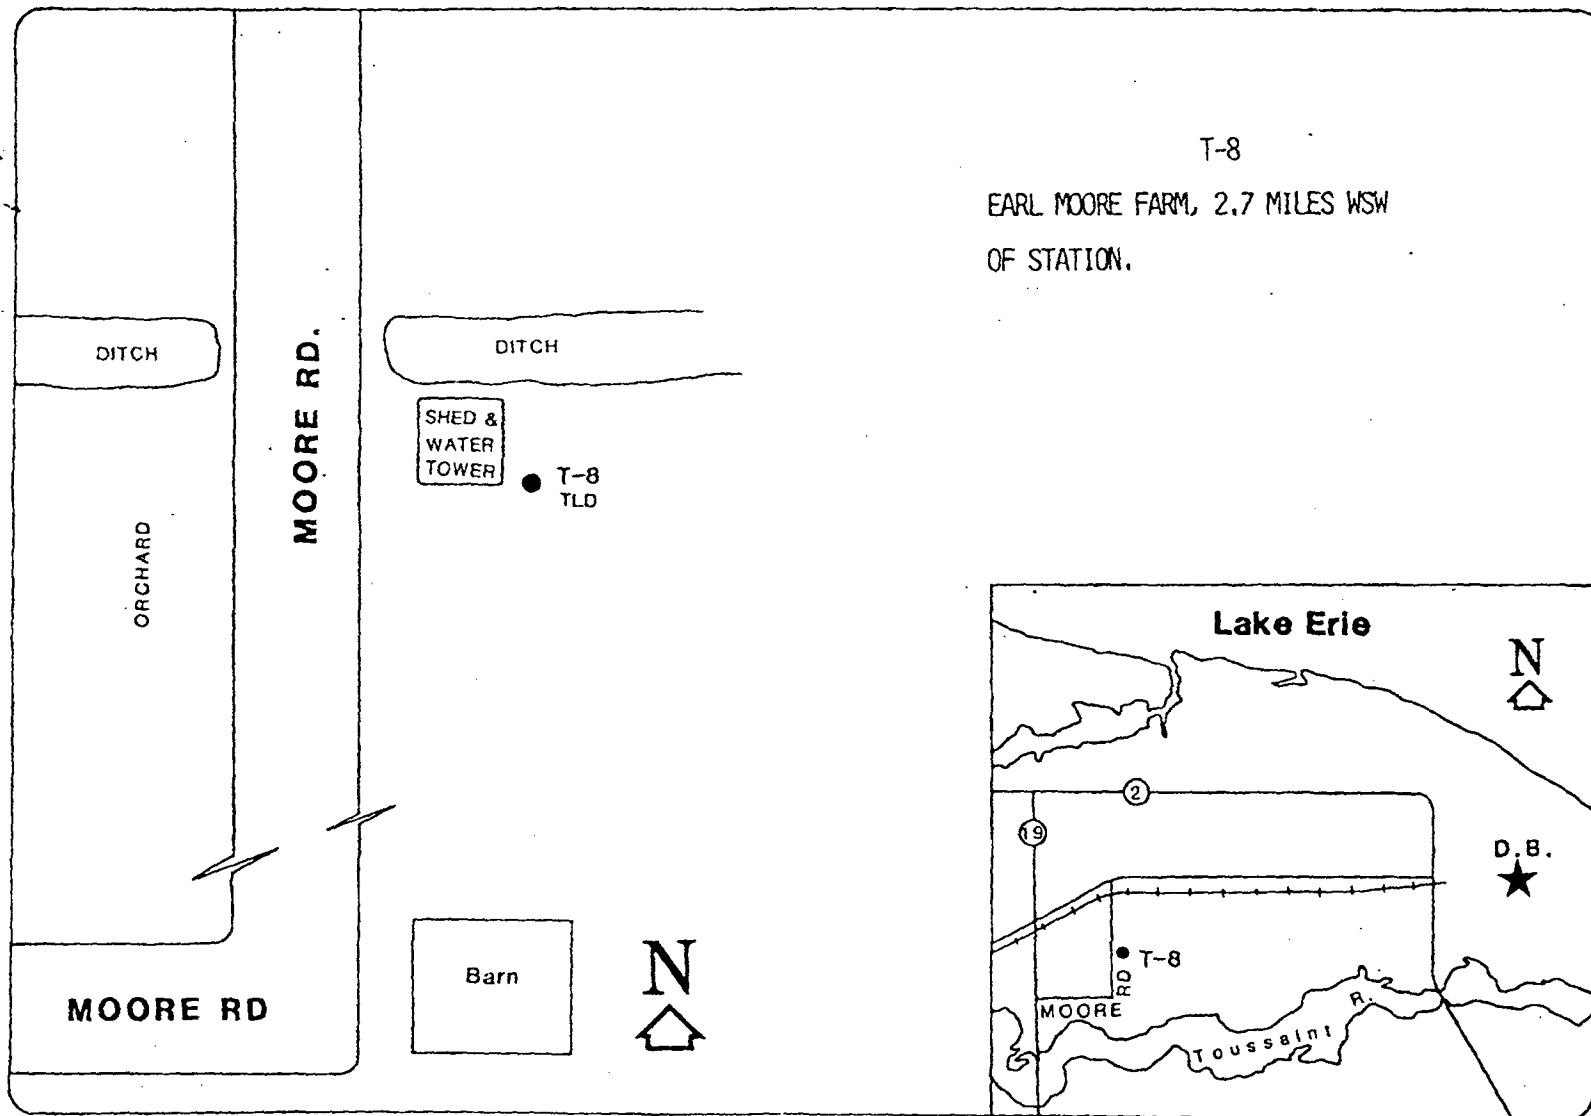 T-8
EARL MOORE FARM, 2.7 MILES WSW
OF STATION.
DITCH
MOORE RD.
DITCH
SHED &
WATER
TOWER
T-8
TLD
ORCHARD
Barn
N
MOORE RD
Lake Erie
N
2
19
D.B.
T-8
MOORE RD
Toussaint R.